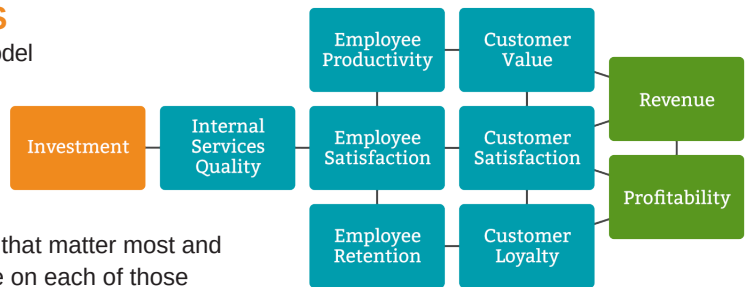 s
odel
Employee
Productivity
Customer
Value
Revenue
Investment
Internal
Services
Quality
Employee
Satisfaction
Customer
Satisfaction
Profitability
Employee
Retention
Customer
Loyalty
that matter most and
e on each of those